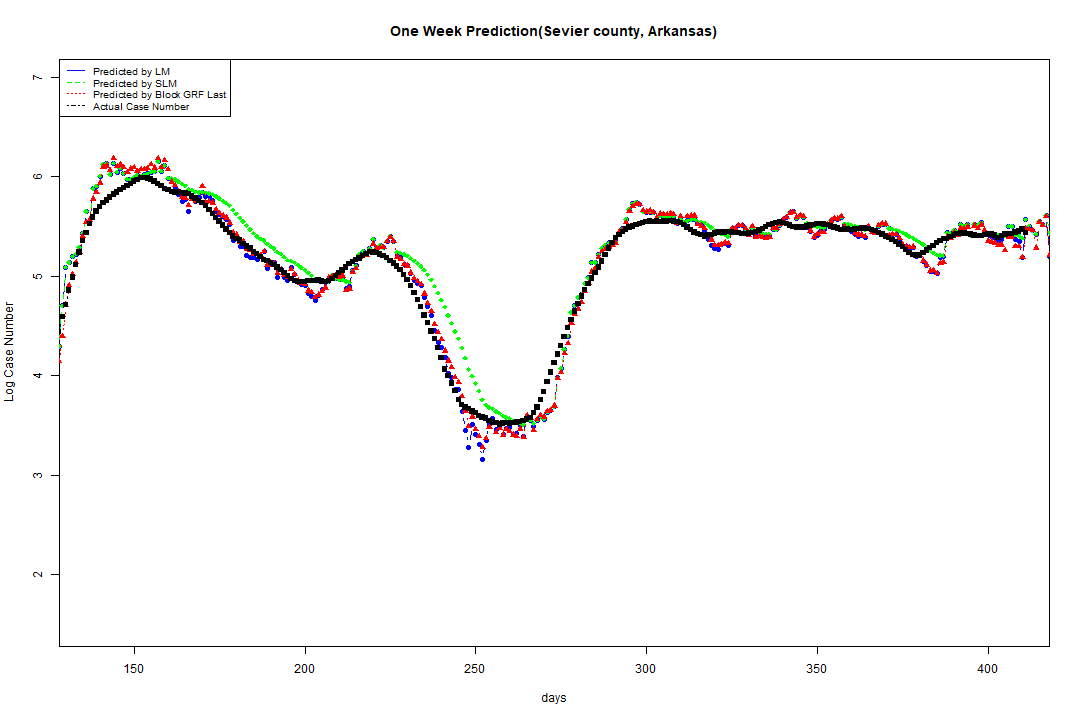 One Week Prediction(Sevier county, Arkansas)
Predicted by LM
Predicted by SLM
Predicted by Block GRF Last
Actual Case Number
7
6
5
4
3
2
Log Case Number
150 200 250 300 350 400
days